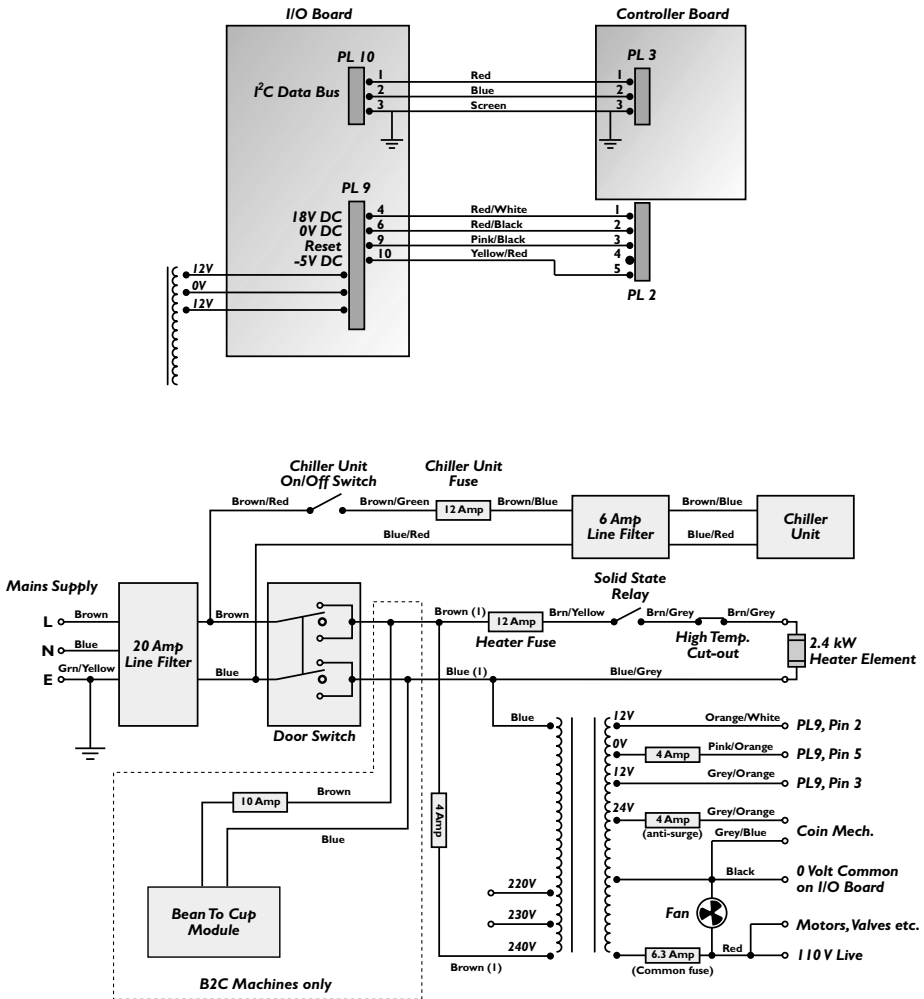 I/O Board
Controller Board
PL 10
PL 3
I²C Data Bus
1 Red 1
2 Blue 2
3 Screen 3
PL 9
18V DC 4 Red/White 1
0V DC 6 Red/Black 2
Reset 9 Pink/Black 3
-5V DC 10 Yellow/Red 4
5
PL 2
12V
0V
12V
Chiller Unit
On/Off Switch
Chiller Unit
Fuse
Brown/Red
Brown/Green
12 Amp
Brown/Blue
Brown/Blue
Blue/Red
Blue/Red
6 Amp
Line Filter
Chiller
Unit
Mains Supply
L Brown
N Blue
E Grn/Yellow
20 Amp
Line Filter
Brown
Blue
Door Switch
Solid State
Relay
Brown (1)
12 Amp
Heater Fuse
Brn/Yellow
Brn/Grey
Brn/Grey
High Temp.
Cut-out
2.4 kW
Heater Element
Blue (1)
Blue/Grey
Blue
12V
Orange/White
PL9, Pin 2
0V
4 Amp
Pink/Orange
PL9, Pin 5
12V
Grey/Orange
PL9, Pin 3
24V
4 Amp
(anti-surge)
Grey/Orange
Grey/Blue
Coin Mech.
Black
0 Volt Common
on I/O Board
Fan
Motors, Valves etc.
6.3 Amp
(Common fuse)
Red
110 V Live
10 Amp
Brown
Blue
4 Amp
Bean To Cup
Module
220V
230V
240V
Brown (1)
B2C Machines only